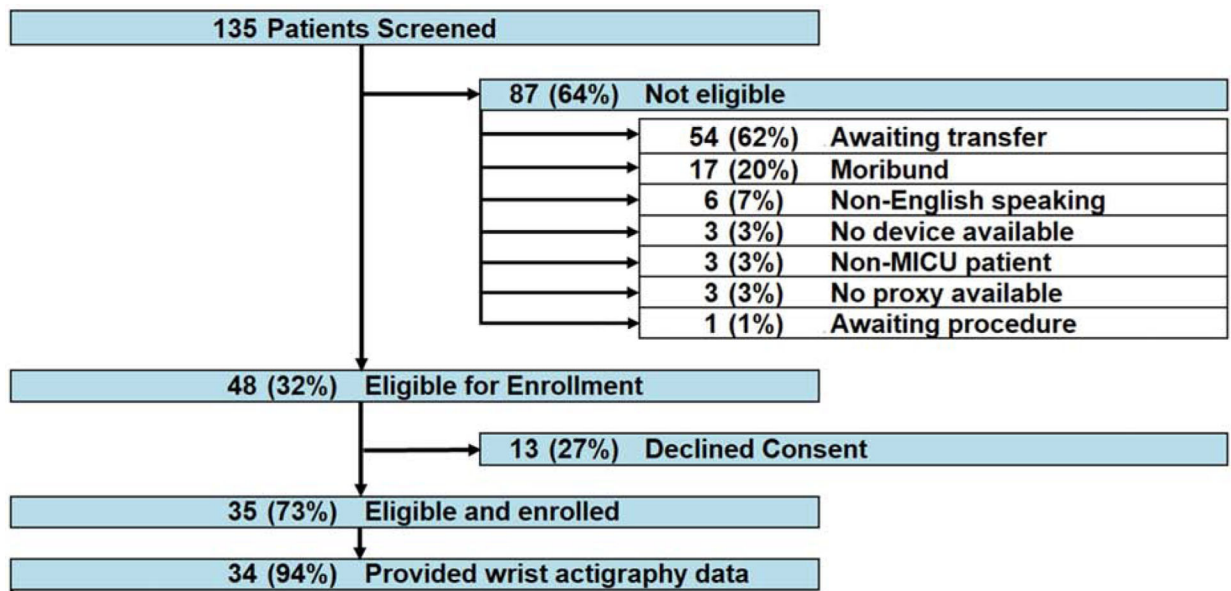 135 Patients Screened
87 (64%) Not eligible
54 (62%) Awaiting transfer
17 (20%) Moribund
6 (7%) Non-English speaking
3 (3%) No device available
3 (3%) Non-MICU patient
3 (3%) No proxy available
1 (1%) Awaiting procedure
48 (32%) Eligible for Enrollment
13 (27%) Declined Consent
35 (73%) Eligible and enrolled
34 (94%) Provided wrist actigraphy data